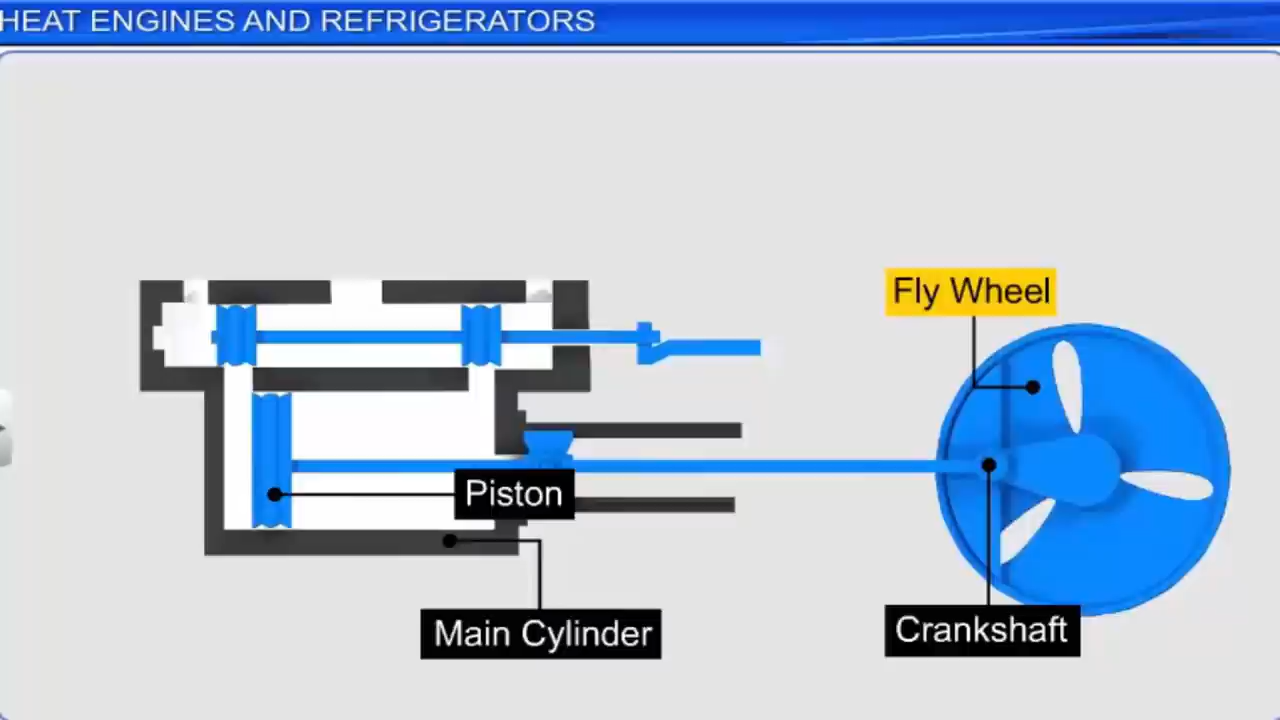 HEAT ENGINES AND REFRIGERATORS
Fly Wheel
Piston
Main Cylinder
Crankshaft